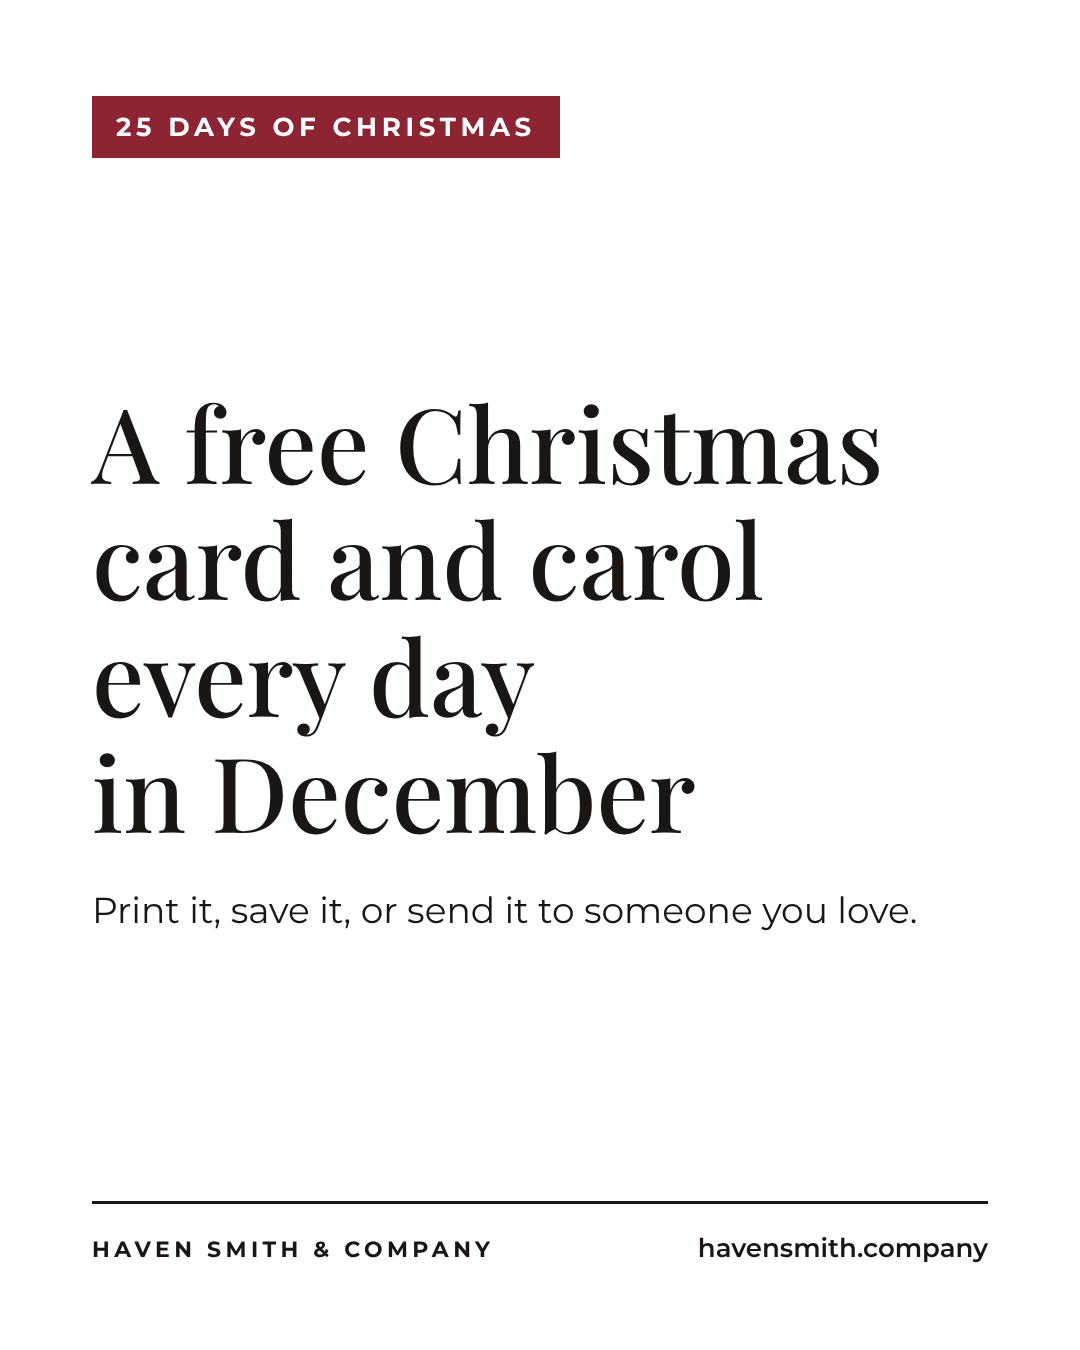 25 DAYS OF CHRISTMAS
A free Christmas
card and carol
every day
in December
Print it, save it, or send it to someone you love.
HAVEN SMITH & COMPANY
havensmith.company